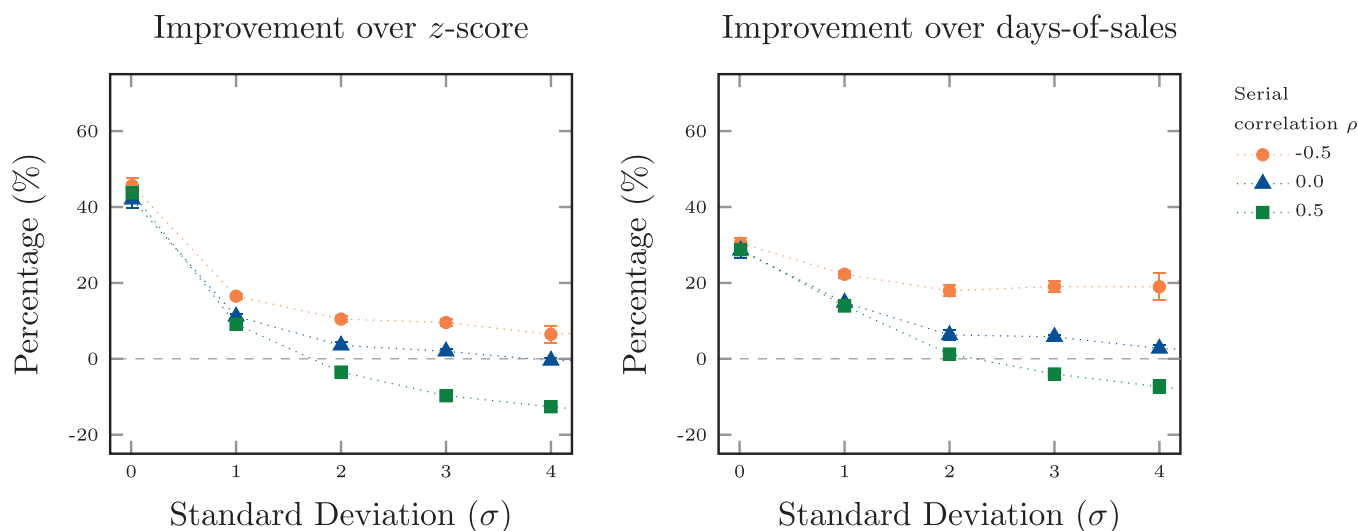 Improvement over z-score
Improvement over days-of-sales
Serial
correlation ρ
-0.5
0.0
0.5
Percentage (%)
60
40
20
0
-20
0 1 2 3 4
Standard Deviation (σ)
Percentage (%)
60
40
20
0
-20
0 1 2 3 4
Standard Deviation (σ)